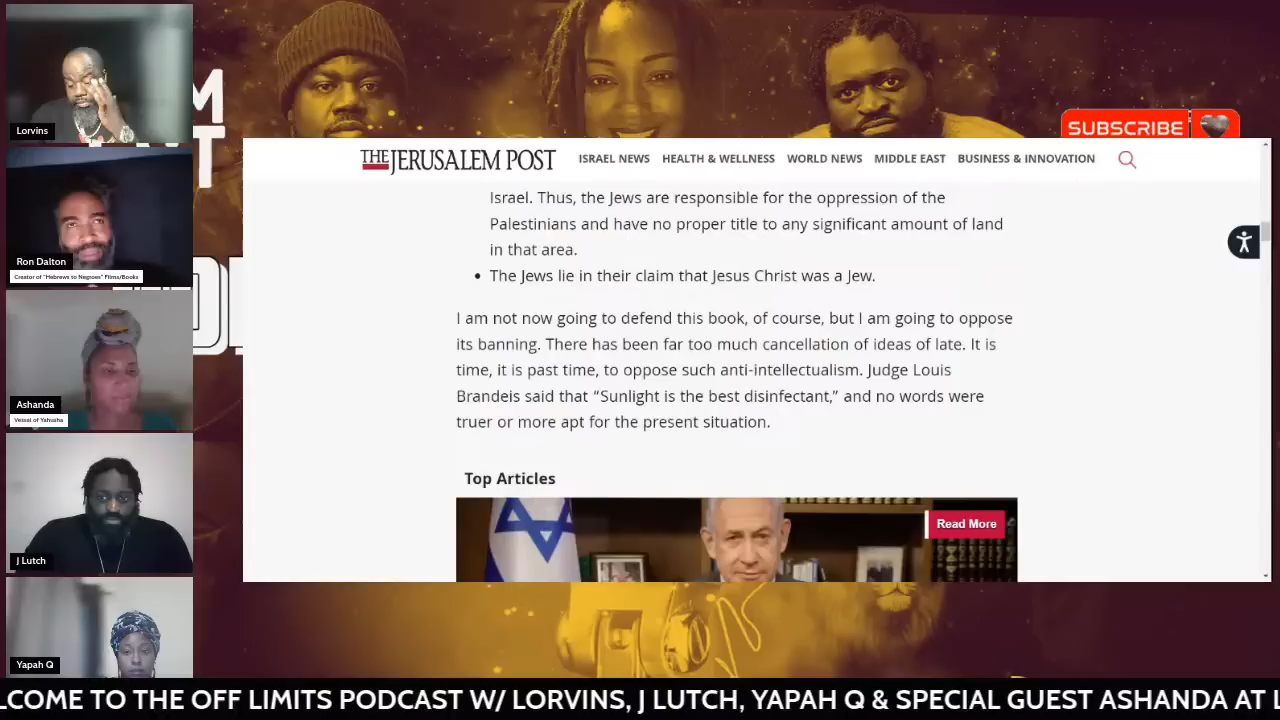 Lorvins
Ron Dalton
Creator of "Hebrews to Negroes" Films/Books
Ashanda
Vessel of Yahusha
J Lutch
Yapah Q
SUBSCRIBE
THE JERUSALEM POST
ISRAEL NEWS HEALTH & WELLNESS WORLD NEWS MIDDLE EAST BUSINESS & INNOVATION
Israel. Thus, the Jews are responsible for the oppression of the
Palestinians and have no proper title to any significant amount of land
in that area.
• The Jews lie in their claim that Jesus Christ was a Jew.
I am not now going to defend this book, of course, but I am going to oppose
its banning. There has been far too much cancellation of ideas of late. It is
time, it is past time, to oppose such anti-intellectualism. Judge Louis
Brandeis said that “Sunlight is the best disinfectant,” and no words were
truer or more apt for the present situation.
Top Articles
Read More
LCOME TO THE OFF LIMITS PODCAST W/ LORVINS, J LUTCH, YAPAH Q & SPECIAL GUEST ASHANDA AT